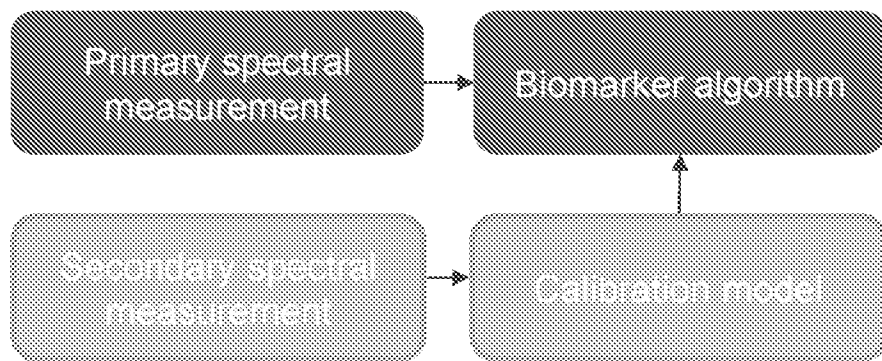 Primary spectral
measurement
Biomarker algorithm
Secondary spectral
measurement
Calibration model